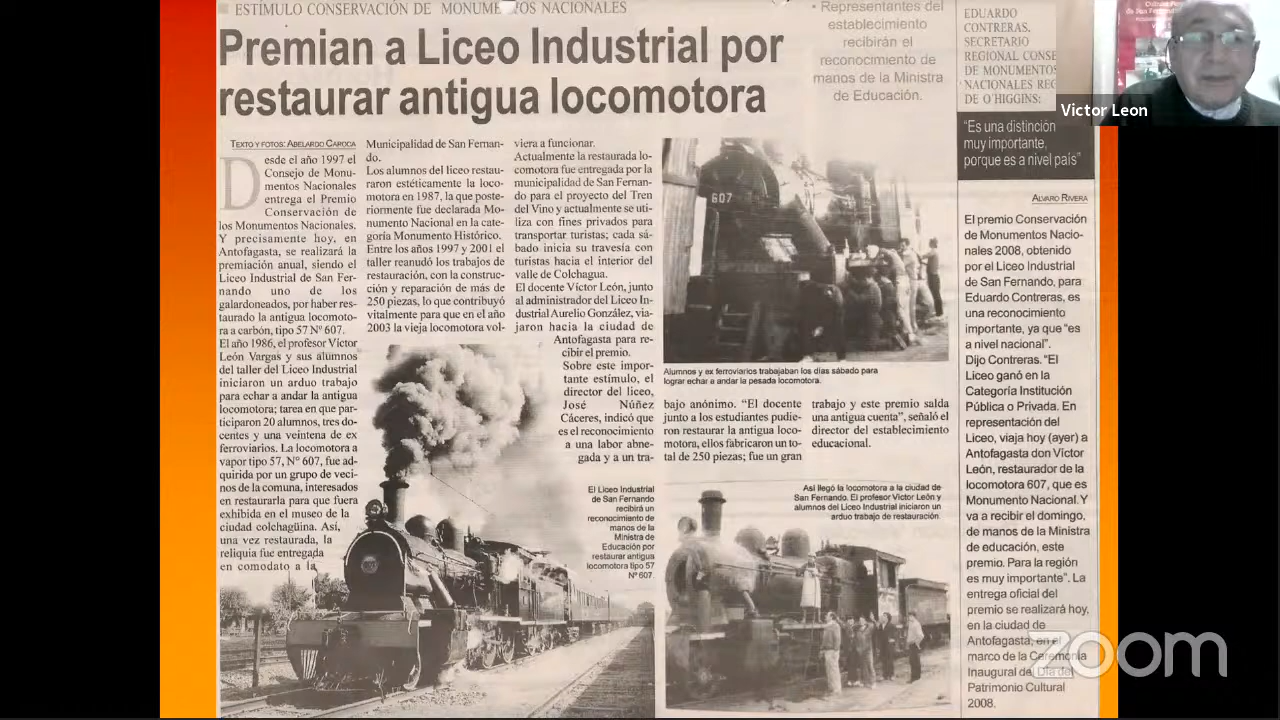 ESTÍMULO CONSERVACIÓN DE MONUMENTOS NACIONALES
Premian a Liceo Industrial por
restaurar antigua locomotora
• Representantes del
establecimiento
recibirán el
reconocimiento de
manos de la Ministra
de Educación.
TEXTO Y FOTOS: ABELARDO CAROCA
Desde el año 1997 el
Consejo de Monu-
mentos Nacionales
entrega el Premio
Conservación de
los Monumentos Nacionales.
Y precisamente hoy, en
Antofagasta, se realizará la
premiación anual, siendo el
Liceo Industrial de San Fer-
nando uno de los
galardoneados, por haber res-
taurado la antigua locomoto-
ra a carbón, tipo 57 Nº 607.
El año 1986, el profesor Víctor
León Vargas y sus alumnos
del taller del Liceo Industrial
iniciaron un arduo trabajo
para echar a andar la antigua
locomotora; tarea en que par-
ticiparon 20 alumnos, tres do-
centes y una veintena de ex
ferroviarios. La locomotora a
vapor tipo 57, Nº 607, fue ad-
quirida por un grupo de veci-
nos de la comuna, interesados
en restaurarla para que fuera
exhibida en el museo de la
ciudad colchagüina. Así,
una vez restaurada, la
reliquia fue entregada
en comodato a la
Municipalidad de San Fernan-
do.
Los alumnos del liceo restau-
raron estéticamente la loco-
motora en 1987, la que poste-
riormente fue declarada Mo-
numento Nacional en la cate-
goría Monumento Histórico.
Entre los años 1997 y 2001 el
taller reanudó los trabajos de
restauración, con la construc-
ción y reparación de más de
250 piezas, lo que contribuyó
vitalmente para que en el año
2003 la vieja locomotora vol-
viera a funcionar.
Actualmente la restaurada lo-
comotora fue entregada por la
municipalidad de San Fernan-
do para el proyecto del Tren
del Vino y actualmente se uti-
liza con fines privados para
transportar turistas; cada sá-
bado inicia su travesía con
turistas hacia el interior del
valle de Colchagua.
El docente Víctor León, junto
al administrador del Liceo In-
dustrial Aurelio González, via-
jaron hacia la ciudad de
Antofagasta para re-
cibir el premio.
Sobre este impor-
tante estímulo, el
director del liceo,
José Núñez
Cáceres, indicó que
es el reconocimiento
a una labor abne-
gada y a un tra-
607
Alumnos y ex ferroviarios trabajaban los días sábado para
lograr echar a andar la pesada locomotora.
bajo anónimo. “El docente
junto a los estudiantes pudie-
ron restaurar la antigua loco-
motora, ellos fabricaron un to-
tal de 250 piezas; fue un gran
trabajo y este premio salda
una antigua cuenta”, señaló el
director del establecimiento
educacional.
El Liceo Industrial
de San Fernando
recibirá un
reconocimiento de
manos de la
Ministra de
Educación por
restaurar antigua
locomotora tipo 57
Nº 607.
Así llegó la locomotora a la ciudad de
San Fernando. El profesor Víctor León y
alumnos del Liceo Industrial iniciaron un
arduo trabajo de restauración.
EDUARDO
CONTRERAS.
SECRETARIO
REGIONAL CONSE
DE MONUMENTOS
NACIONALES REG
DE O´HIGGINS:
“Es una distinción
muy importante,
porque es a nivel país”
ALVARO RIVERA
El premio Conservación
de Monumentos Nacio-
nales 2008, obtenido
por el Liceo Industrial
de San Fernando, para
Eduardo Contreras, es
una reconocimiento
importante, ya que “es
a nivel nacional”.
Dijo Contreras. “El
Liceo ganó en la
Categoría Institución
Pública o Privada. En
representación del
Liceo, viaja hoy (ayer) a
Antofagasta don Víctor
León, restaurador de la
locomotora 607, que es
Monumento Nacional. Y
va a recibir el domingo,
de manos de la Ministra
de educación, este
premio. Para la región
es muy importante”. La
entrega oficial del
premio se realizará hoy,
en la ciudad de
Antofagasta, en el
marco de la Ceremonia
Inaugural de Día del
Patrimonio Cultural
2008.
Victor Leon
zoom